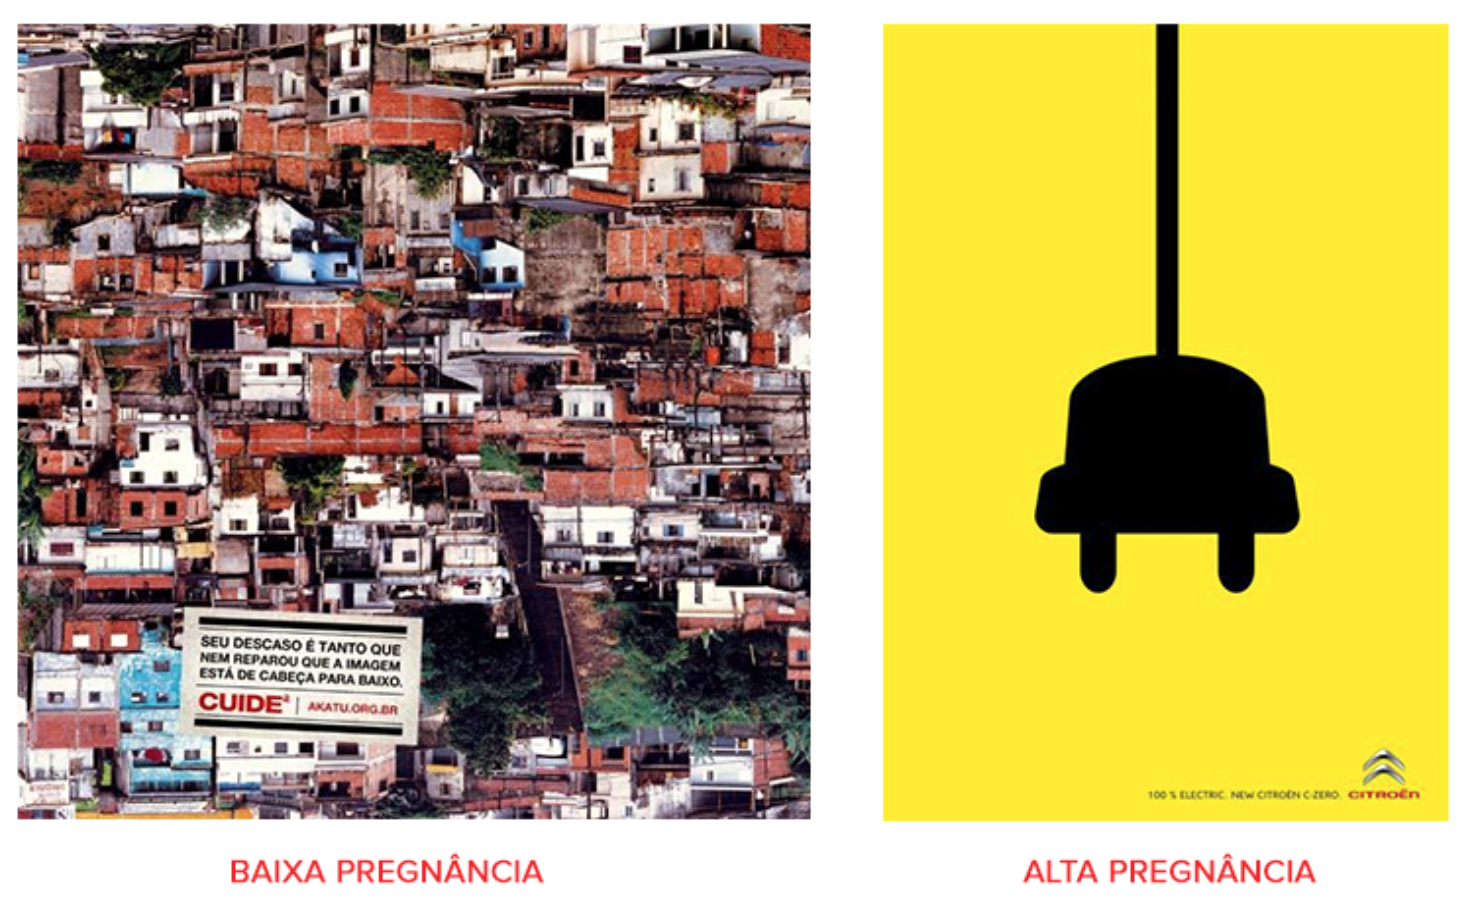 SEU DESCASO É TANTO QUE
NEM REPAROU QUE A IMAGEM
ESTÁ DE CABEÇA PARA BAIXO.
CUIDE
AKATU.ORG.BR
100 % ELECTRIC. NEW CITROËN C-ZERO. CITROËN
BAIXA PREGNÂNCIA
ALTA PREGNÂNCIA